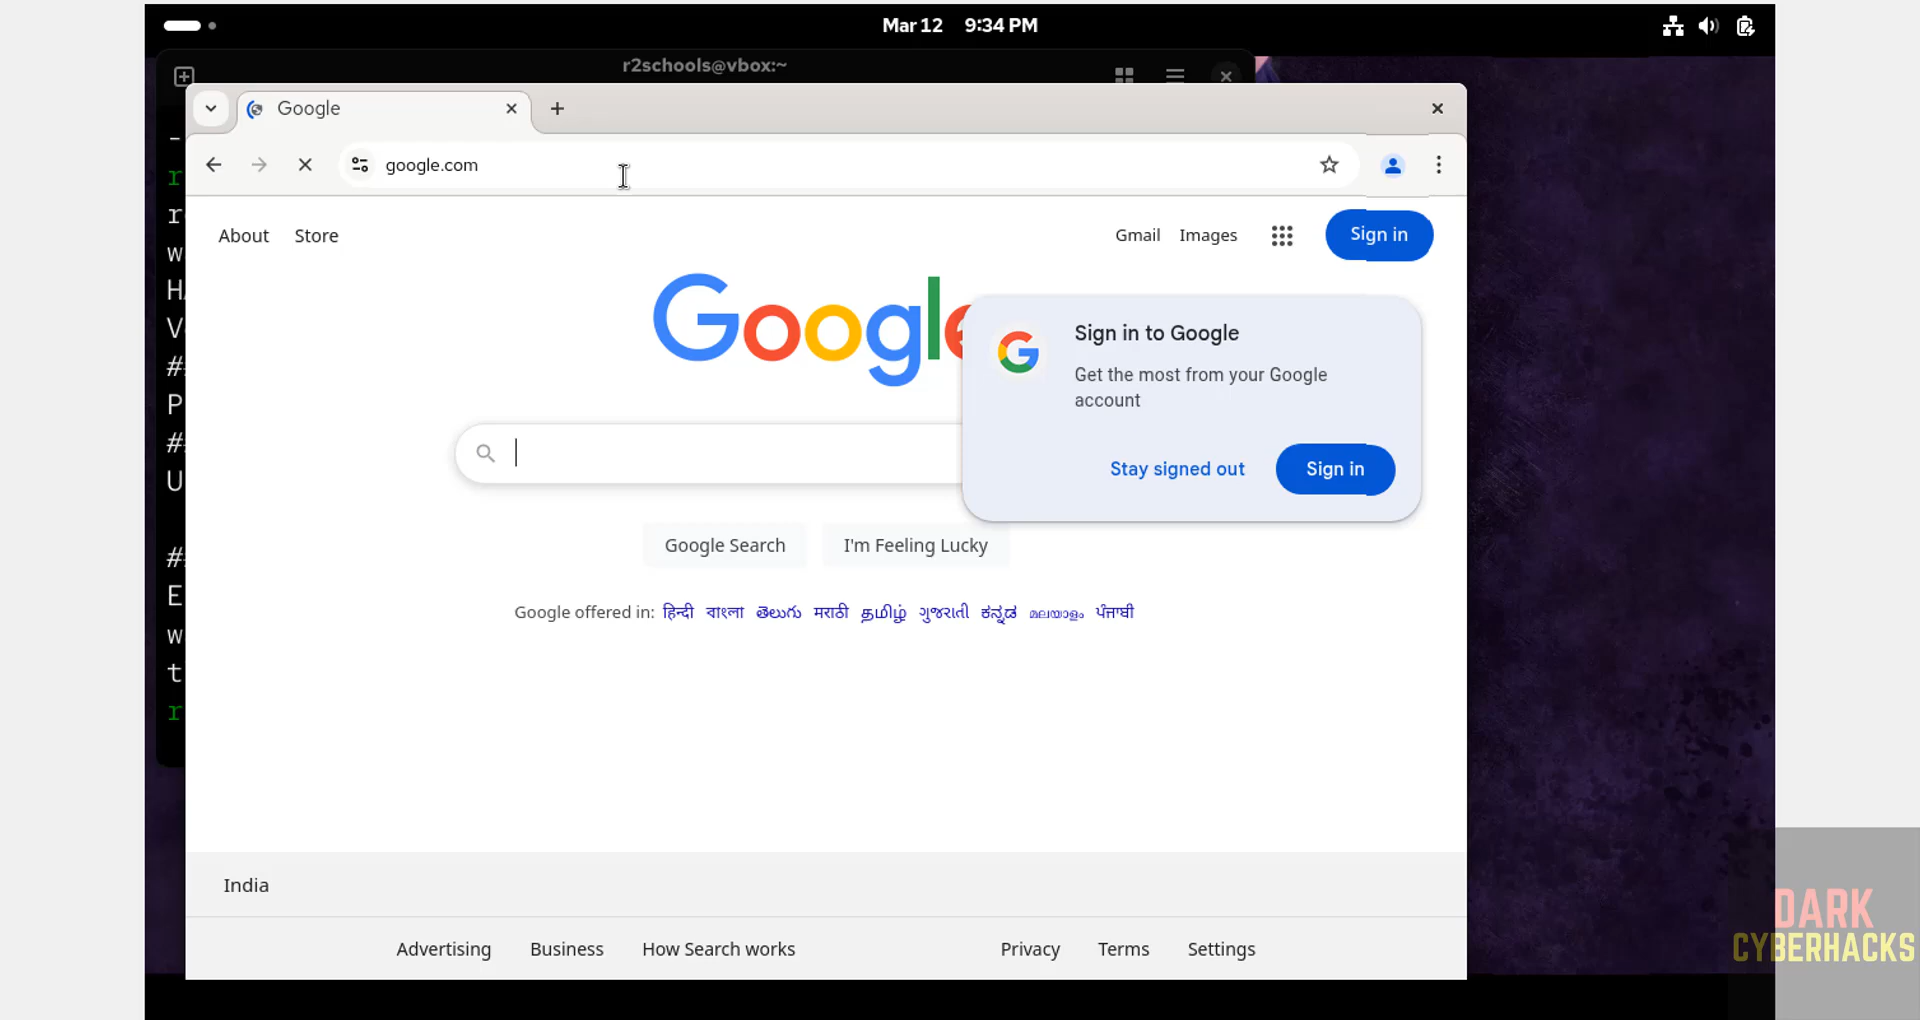 Mar 12 9:34 PM
r2schools@vbox:~
Google
google.com
About Store
Gmail Images Sign in
Google
Sign in to Google
Get the most from your Google
account
Stay signed out Sign in
Google Search I'm Feeling Lucky
Google offered in: हिन्दी বাংলা తెలుగు मराठी தமிழ் ગુજરાતી ಕನ್ನಡ മലയാളം ਪੰਜਾਬੀ
India
Advertising Business How Search works
Privacy Terms Settings
DARK
CYBERHACKS